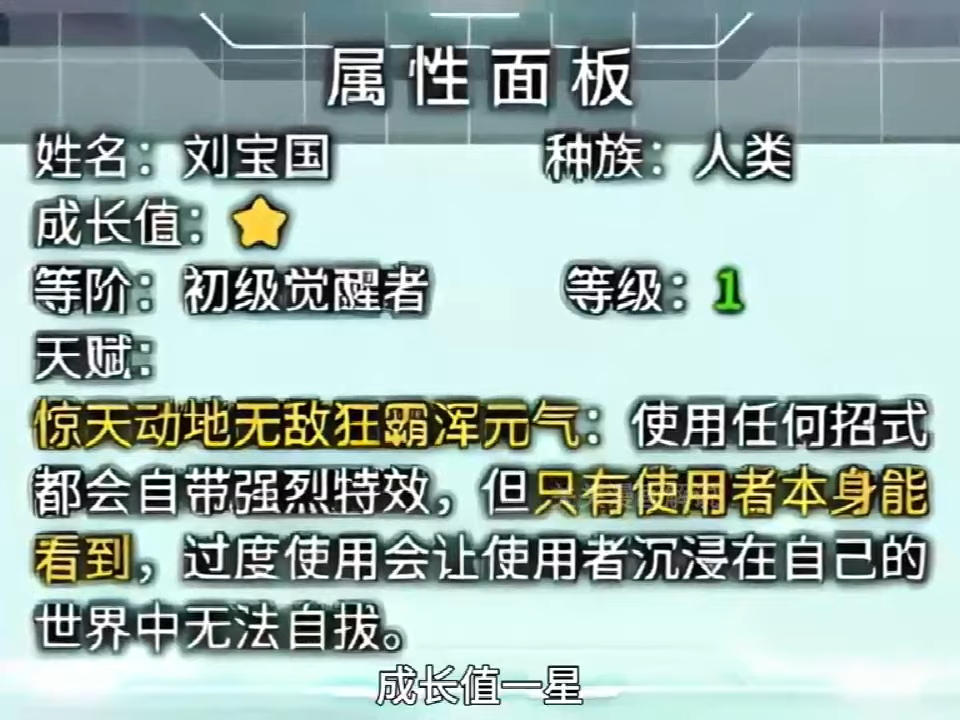 属性面板
姓名：刘宝国 种族：人类
成长值：
等阶：初级觉醒者 等级：1
天赋：
惊天动地无敌狂霸浑元气：使用任何招式
都会自带强烈特效，但只有使用者本身能
看到，过度使用会让使用者沉浸在自己的
世界中无法自拔。
成长值一星